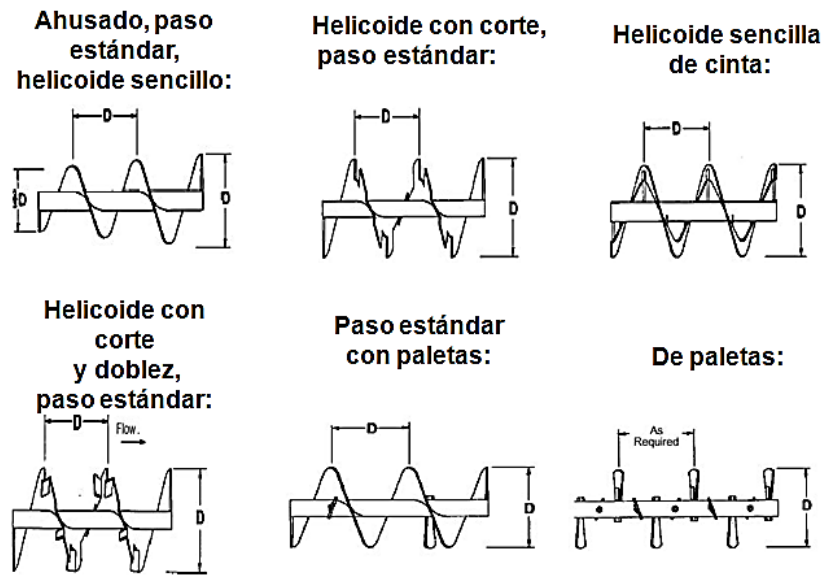 Ahusado, paso
estándar,
helicoide sencillo:
D
D
D
Helicoide con corte,
paso estándar:
D
D
Helicoide sencilla
de cinta:
D
D
Helicoide con
corte
y doblez,
paso estándar:
D
Flow.
D
Paso estándar
con paletas:
D
D
De paletas:
As
Required
D